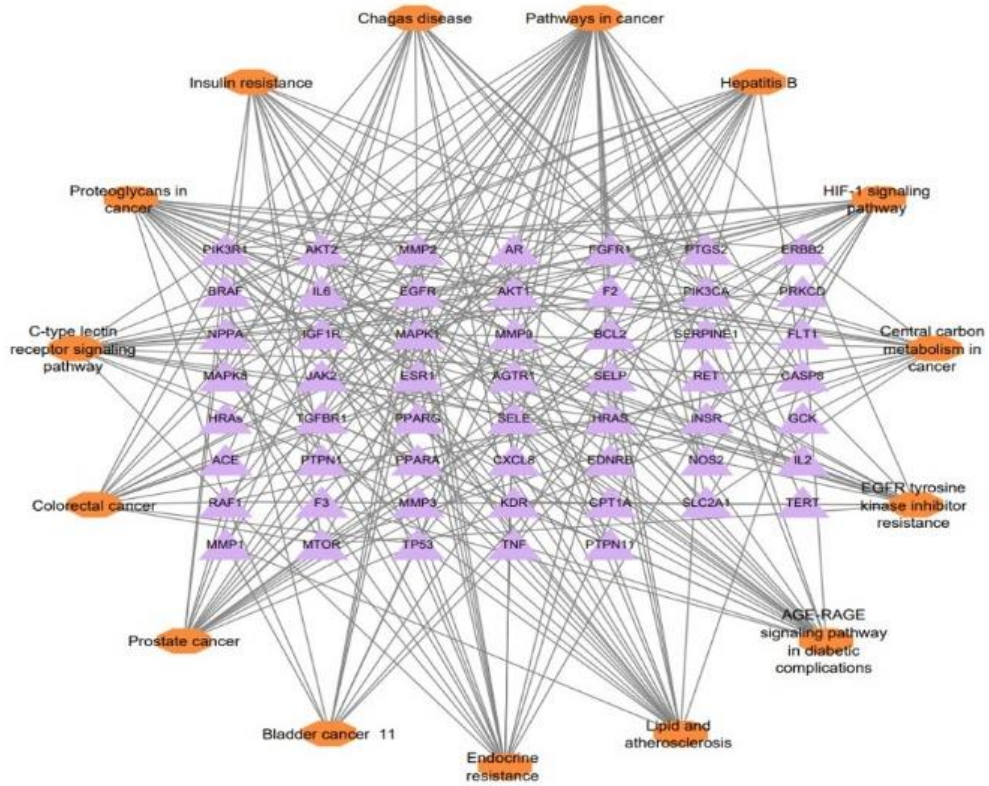 Chagas disease
Pathways in cancer
Insulin resistance
Hepatitis B
Proteoglycans in
cancer
HIF-1 signaling
pathway
PIK3R1 AKT2 MMP2 AR FGFR1 PTGS2 ERBB2
BRAF IL6 EGFR AKT1 F2 PIK3CA PRKCD
C-type lectin
receptor signaling
pathway
NPPA IGF1R MAPK1 MMP9 BCL2 SERPINE1 FLT1
Central carbon
metabolism in
cancer
MAPK8 JAK2 ESR1 AGTR1 SELP RET CASP8
HRAs TGFBR1 PPARG SELE HRAS INSR GCK
ACE PTPN1 PPARA CXCL8 EDNRB NOS2 IL2
Colorectal cancer
RAF1 F3 MMP3 KDR CPT1A SLC2A1 TERT
EGFR tyrosine
kinase inhibitor
resistance
MMP1 MTOR TP53 TNF PTPN11
Prostate cancer
AGE-RAGE
signaling pathway
in diabetic
complications
Bladder cancer 11
Lipid and
atherosclerosis
Endocrine
resistance